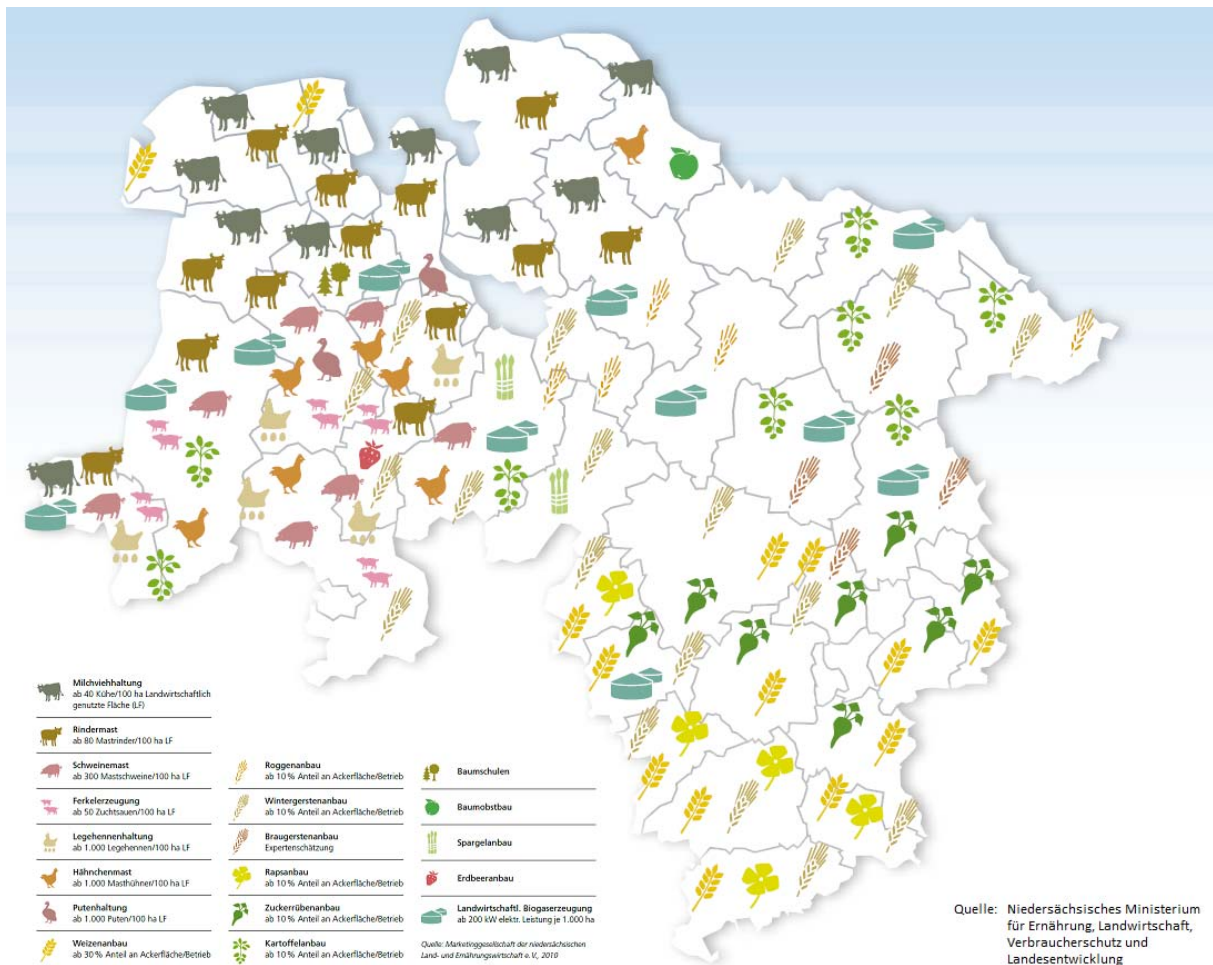 Milchviehhaltung
ab 40 Kühe/100 ha Landwirtschaftlich
genutzte Fläche (LF)
Rindermast
ab 80 Mastrinder/100 ha LF
Schweinemast
ab 300 Mastschweine/100 ha LF
Ferkelerzeugung
ab 50 Zuchtsauen/100 ha LF
Legehennenhaltung
ab 1.000 Legehennen/100 ha LF
Hähnchenmast
ab 1.000 Masthühner/100 ha LF
Putenhaltung
ab 1.000 Puten/100 ha LF
Weizenanbau
ab 30 % Anteil an Ackerfläche/Betrieb
Roggenanbau
ab 10 % Anteil an Ackerfläche/Betrieb
Wintergerstenanbau
ab 10 % Anteil an Ackerfläche/Betrieb
Braugerstenanbau
Expertenschätzung
Rapsanbau
ab 10 % Anteil an Ackerfläche/Betrieb
Zuckerrübenanbau
ab 10 % Anteil an Ackerfläche/Betrieb
Kartoffelanbau
ab 10 % Anteil an Ackerfläche/Betrieb
Baumschulen
Baumobstbau
Spargelanbau
Erdbeeranbau
Landwirtschaftl. Biogaserzeugung
ab 200 kW elektr. Leistung je 1.000 ha
Quelle: Marketinggesellschaft der niedersächsischen
Land- und Ernährungswirtschaft e. V., 2010
Quelle: Niedersächsisches Ministerium
für Ernährung, Landwirtschaft,
Verbraucherschutz und
Landesentwicklung